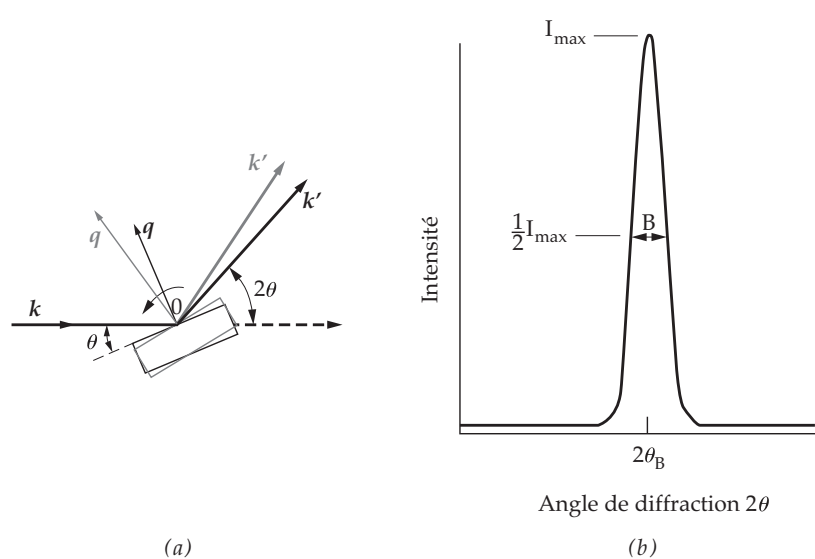 k'
k'
q
q
0
2θ
k
θ
(a)
I_max
Intensité
½I_max
B
2θ_B
Angle de diffraction 2θ
(b)